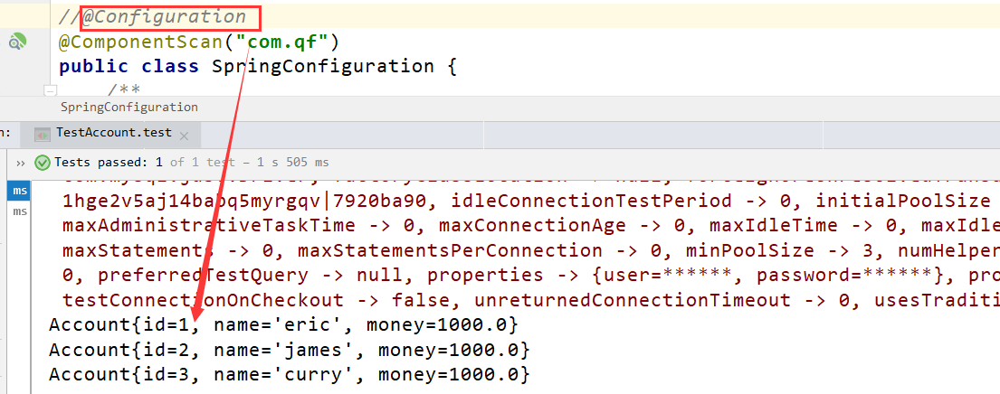 //@Configuration
@ComponentScan("com.qf")
public class SpringConfiguration {
/**
SpringConfiguration
n: TestAccount.test ×
›› Tests passed: 1 of 1 test – 1 s 505 ms
ms 1hge2v5aj14babq5myrgqv|7920ba90, idleConnectionTestPeriod -> 0, initialPoolSize
ms maxAdministrativeTaskTime -> 0, maxConnectionAge -> 0, maxIdleTime -> 0, maxIdle
maxStatements -> 0, maxStatementsPerConnection -> 0, minPoolSize -> 3, numHelper
0, preferredTestQuery -> null, properties -> {user=******, password=******}, pro
testConnectionOnCheckout -> false, unreturnedConnectionTimeout -> 0, usesTraditi
Account{id=1, name='eric', money=1000.0}
Account{id=2, name='james', money=1000.0}
Account{id=3, name='curry', money=1000.0}